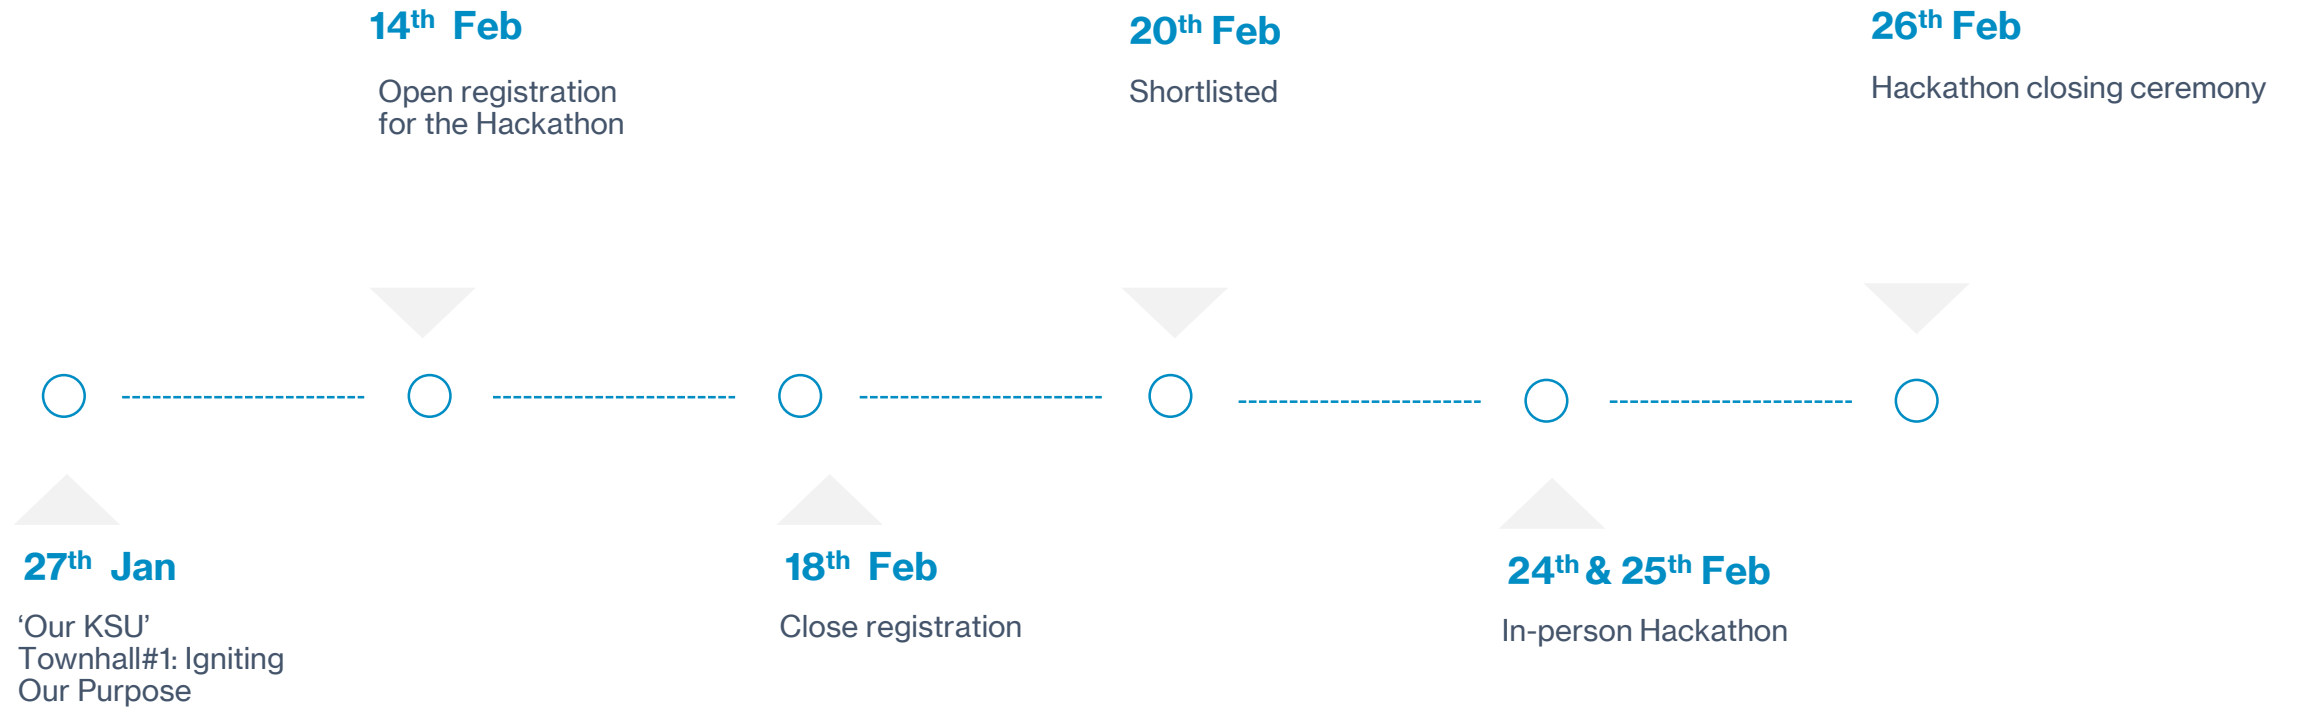 14th Feb
Open registration
for the Hackathon
20th Feb
Shortlisted
26th Feb
Hackathon closing ceremony
27th Jan
‘Our KSU’
Townhall#1: Igniting
Our Purpose
18th Feb
Close registration
24th & 25th Feb
In-person Hackathon